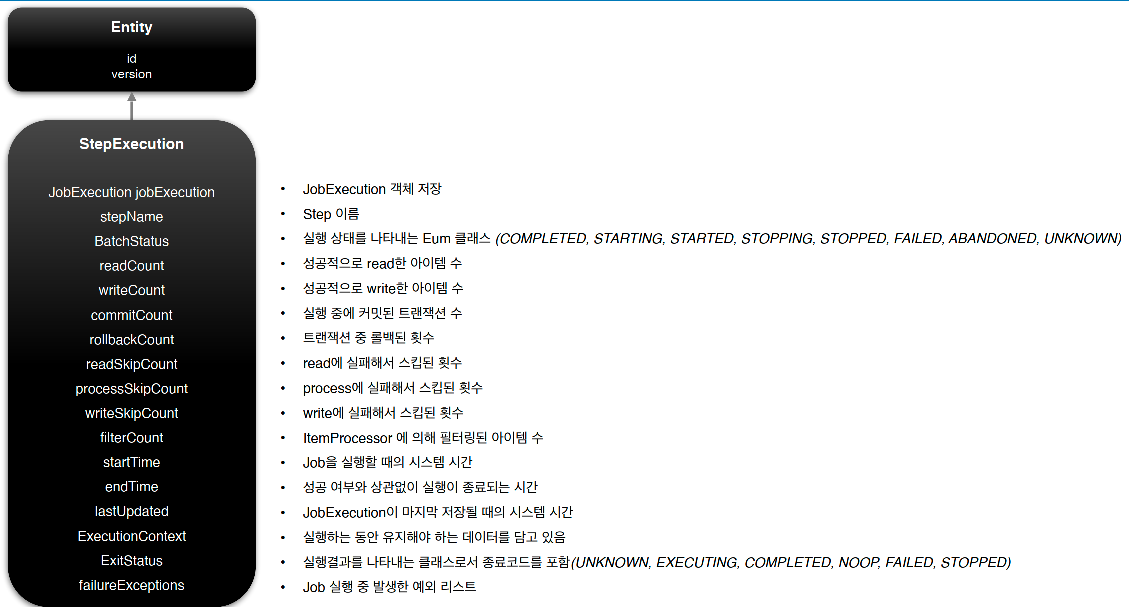 Entity
id
version
StepExecution
JobExecution jobExecution
stepName
BatchStatus
readCount
writeCount
commitCount
rollbackCount
readSkipCount
processSkipCount
writeSkipCount
filterCount
startTime
endTime
lastUpdated
ExecutionContext
ExitStatus
failureExceptions
• JobExecution 객체 저장
• Step 이름
• 실행 상태를 나타내는 Eum 클래스 (COMPLETED, STARTING, STARTED, STOPPING, STOPPED, FAILED, ABANDONED, UNKNOWN)
• 성공적으로 read한 아이템 수
• 성공적으로 write한 아이템 수
• 실행 중에 커밋된 트랜잭션 수
• 트랜잭션 중 롤백된 횟수
• read에 실패해서 스킵된 횟수
• process에 실패해서 스킵된 횟수
• write에 실패해서 스킵된 횟수
• ItemProcessor 에 의해 필터링된 아이템 수
• Job을 실행할 때의 시스템 시간
• 성공 여부와 상관없이 실행이 종료되는 시간
• JobExecution이 마지막 저장될 때의 시스템 시간
• 실행하는 동안 유지해야 하는 데이터를 담고 있음
• 실행결과를 나타내는 클래스로서 종료코드를 포함(UNKNOWN, EXECUTING, COMPLETED, NOOP, FAILED, STOPPED)
• Job 실행 중 발생한 예외 리스트